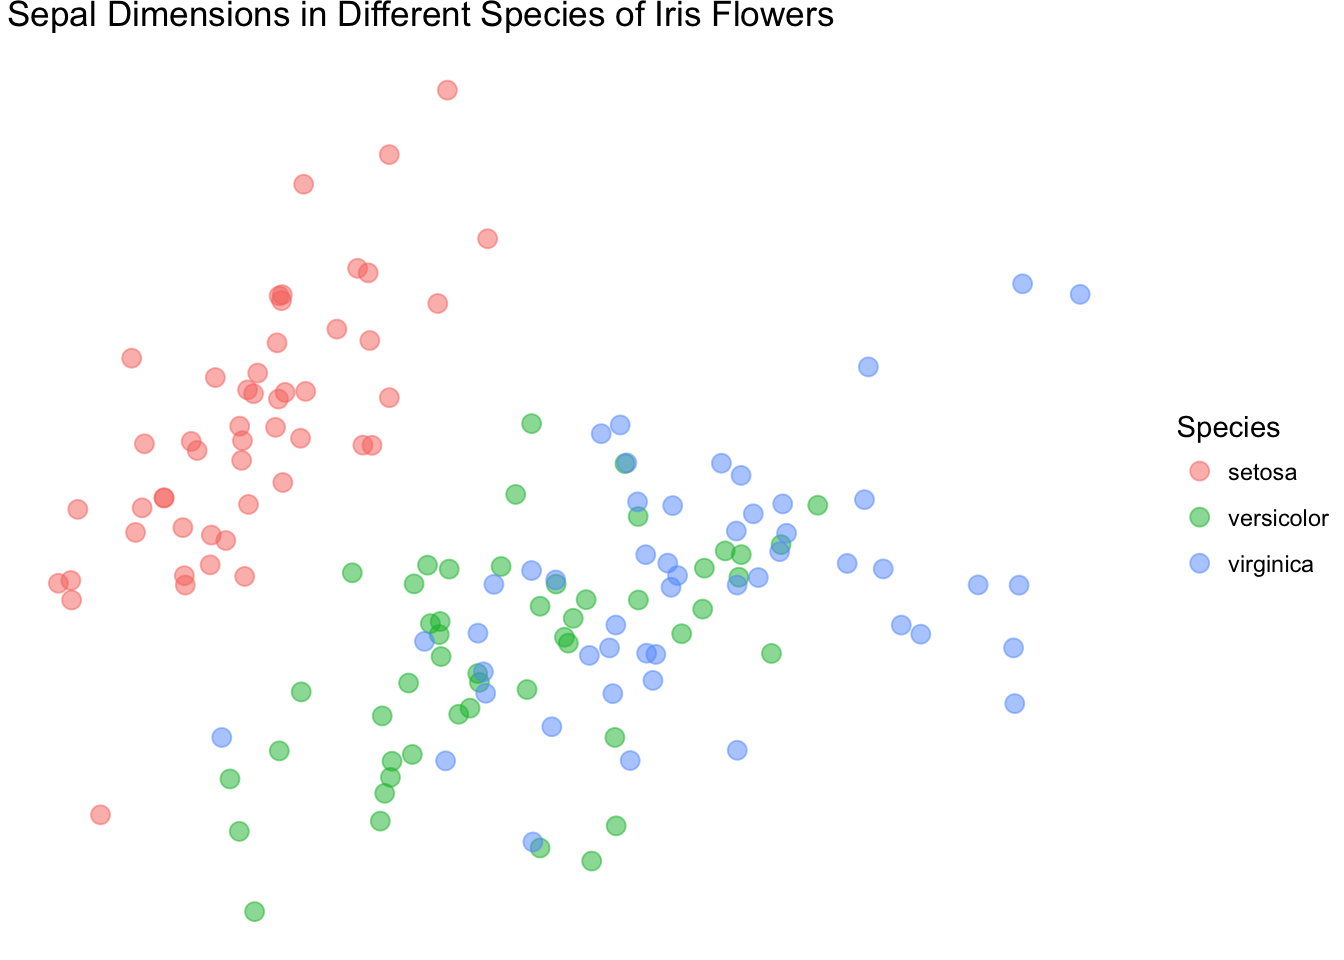 Sepal Dimensions in Different Species of Iris Flowers
Species
setosa
versicolor
virginica